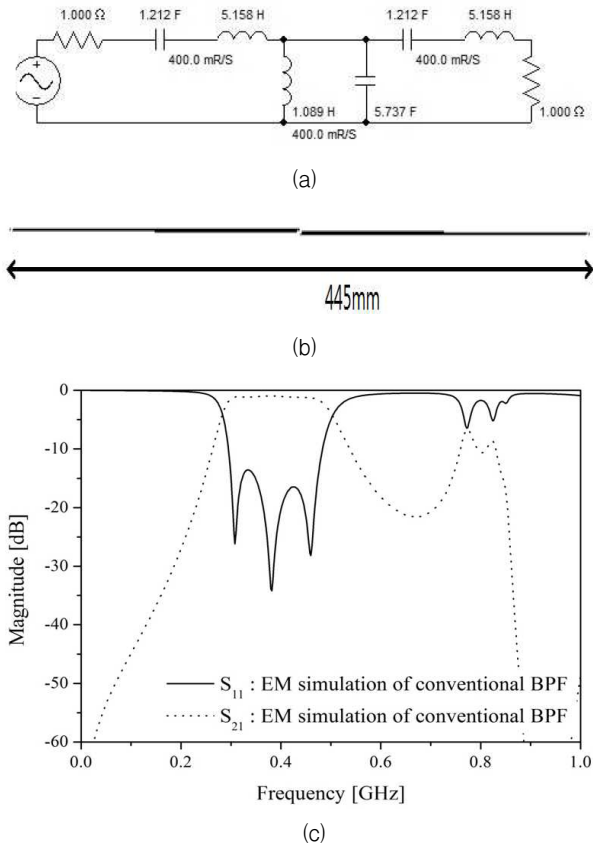 1.000 Ω 1.212 F 5.158 H 1.212 F 5.158 H
400.0 mR/S 400.0 mR/S
+
−
1.089 H 5.737 F 1.000 Ω
400.0 mR/S
(a)
445mm
(b)
Magnitude [dB]
0
-10
-20
-30
-40
-50
-60
S11 : EM simulation of conventional BPF
S21 : EM simulation of conventional BPF
0.0 0.2 0.4 0.6 0.8 1.0
Frequency [GHz]
(c)